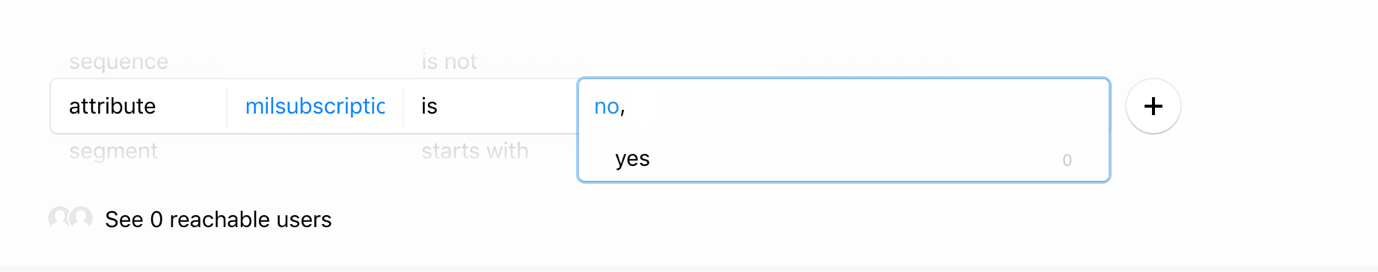 sequence is not
attribute milsubscriptic is no,
segment starts with yes 0
See 0 reachable users